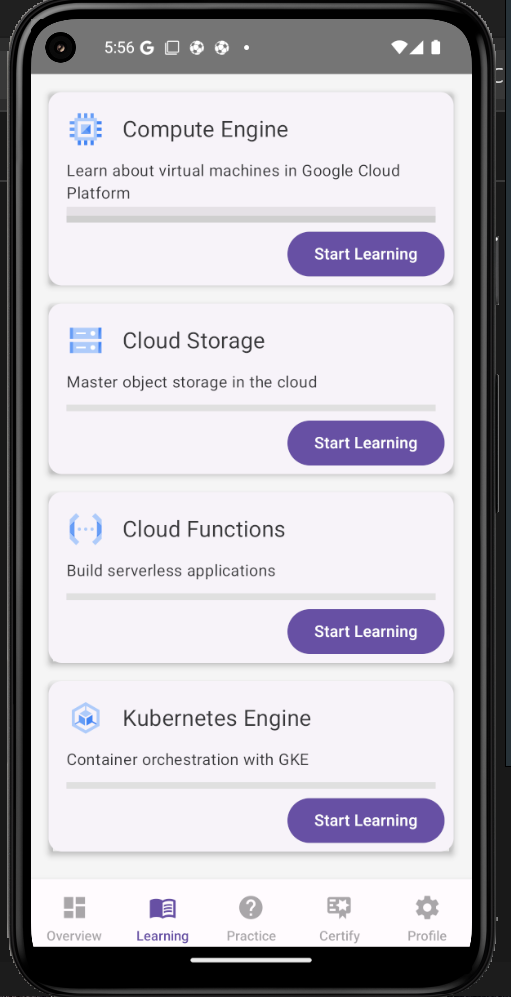 5:56
Compute Engine
Learn about virtual machines in Google Cloud
Platform
Start Learning
Cloud Storage
Master object storage in the cloud
Start Learning
Cloud Functions
Build serverless applications
Start Learning
Kubernetes Engine
Container orchestration with GKE
Start Learning
Overview Learning Practice Certify Profile